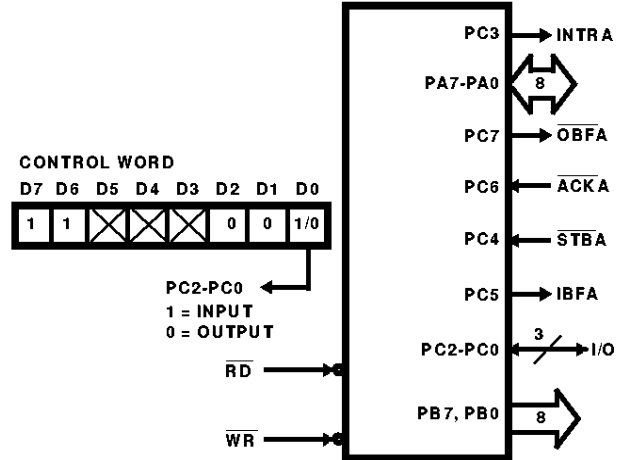 PC3 INTRA
PA7-PA0 8
PC7 OBFA
CONTROL WORD
D7 D6 D5 D4 D3 D2 D1 D0
1 1 0 0 1/0
PC6 ACKA
PC4 STBA
PC2-PC0
1 = INPUT
0 = OUTPUT
PC5 IBFA
PC2-PC0 3 I/O
RD
PB7, PB0 8
WR